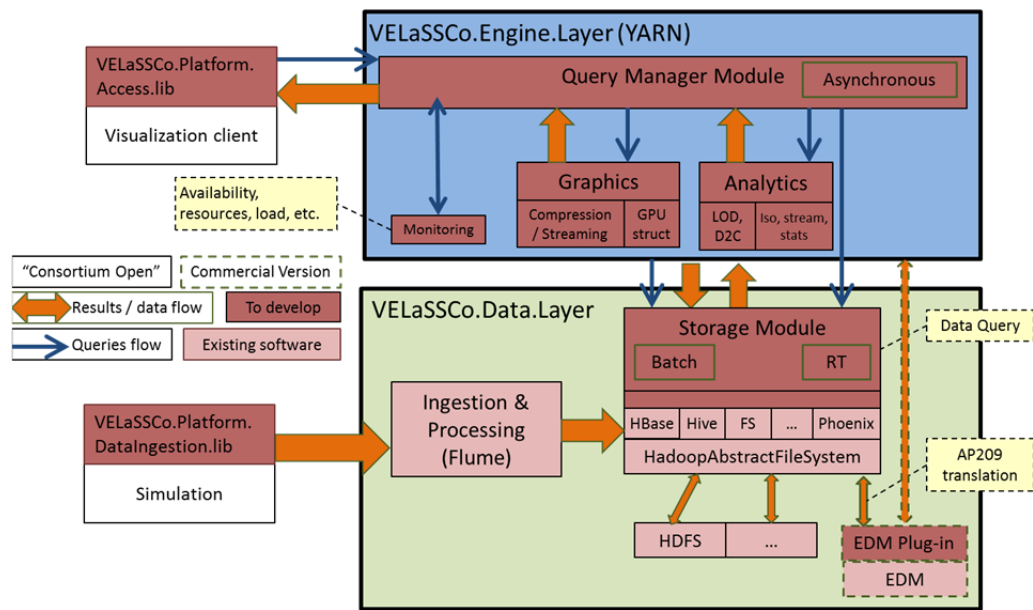 VELaSSCo.Engine.Layer (YARN)
VELaSSCo.Platform.
Access.lib
Visualization client
Query Manager Module
Asynchronous
Availability,
resources, load, etc.
Monitoring
Graphics
Compression
/ Streaming
GPU
struct
Analytics
LOD,
D2C
Iso, stream,
stats
“Consortium Open”
Commercial Version
Results / data flow
To develop
Queries flow
Existing software
VELaSSCo.Data.Layer
Storage Module
Batch
RT
Data Query
VELaSSCo.Platform.
DataIngestion.lib
Simulation
Ingestion &
Processing
(Flume)
HBase
Hive
FS
...
Phoenix
HadoopAbstractFileSystem
AP209
translation
HDFS
...
EDM Plug-in
EDM